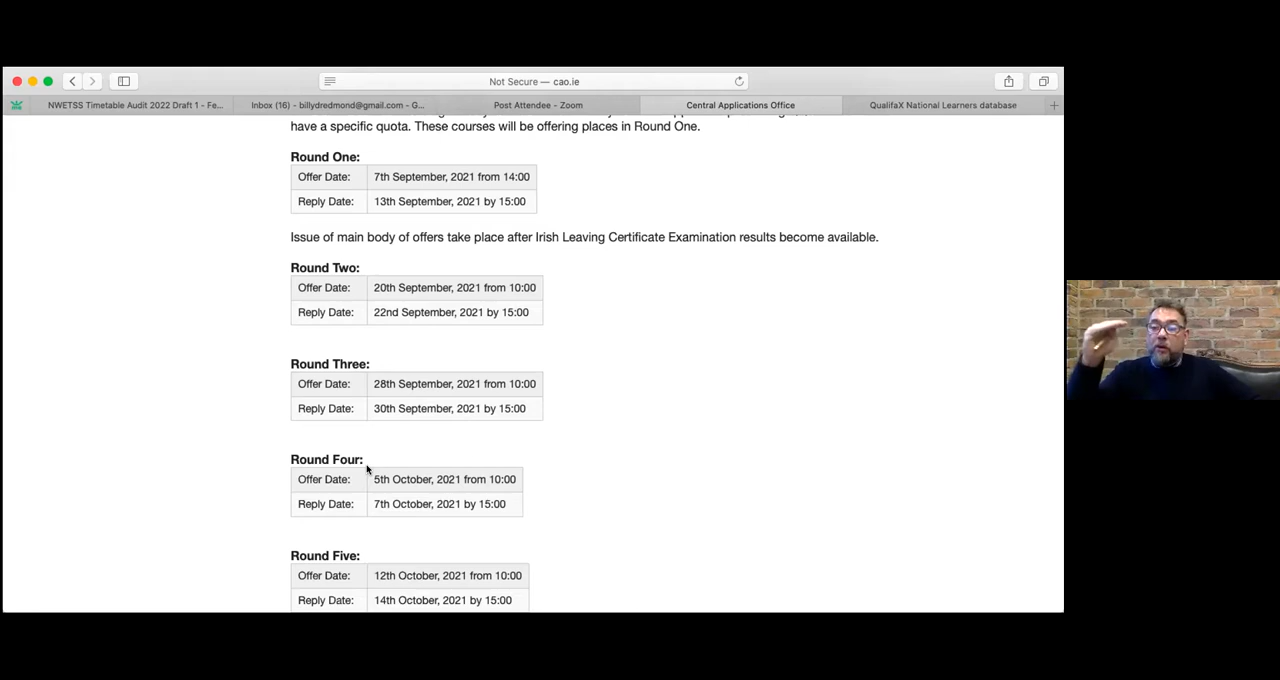 Not Secure — cao.ie
NWETSS Timetable Audit 2022 Draft 1 - Fe...
Inbox (16) - billydredmond@gmail.com - G...
Post Attendee - Zoom
Central Applications Office
QualifaX National Learners database
have a specific quota. These courses will be offering places in Round One.
Round One:
Offer Date: 7th September, 2021 from 14:00
Reply Date: 13th September, 2021 by 15:00
Issue of main body of offers take place after Irish Leaving Certificate Examination results become available.
Round Two:
Offer Date: 20th September, 2021 from 10:00
Reply Date: 22nd September, 2021 by 15:00
Round Three:
Offer Date: 28th September, 2021 from 10:00
Reply Date: 30th September, 2021 by 15:00
Round Four:
Offer Date: 5th October, 2021 from 10:00
Reply Date: 7th October, 2021 by 15:00
Round Five:
Offer Date: 12th October, 2021 from 10:00
Reply Date: 14th October, 2021 by 15:00